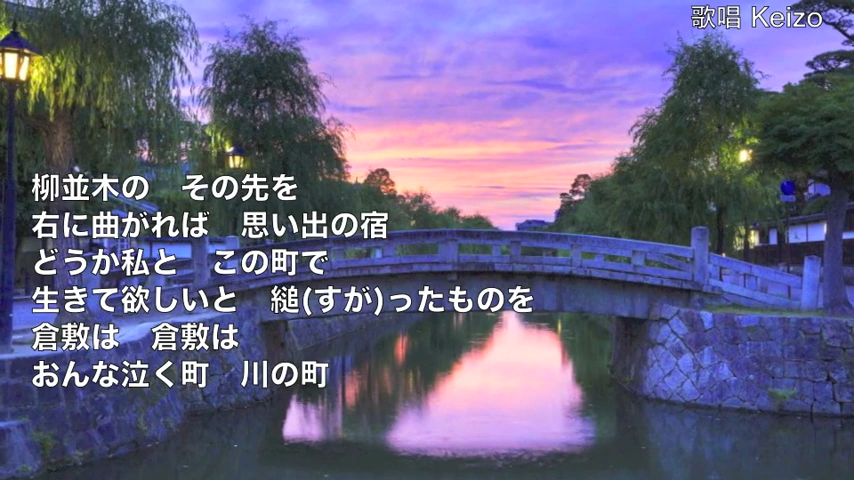 歌唱 Keizo
柳並木の　その先を
右に曲がれば　思い出の宿
どうか私と　この町で
生きて欲しいと　縋(すが)ったものを
倉敷は　倉敷は
おんな泣く町　川の町